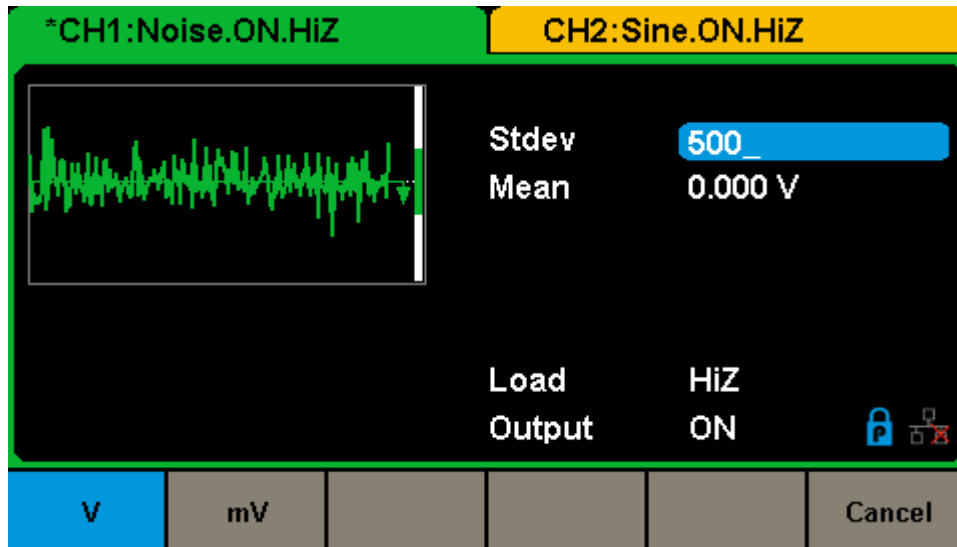 *CH1:Noise.ON.HiZ
CH2:Sine.ON.HiZ
Stdev 500_
Mean 0.000 V
Load HiZ
Output ON
P
V mV Cancel